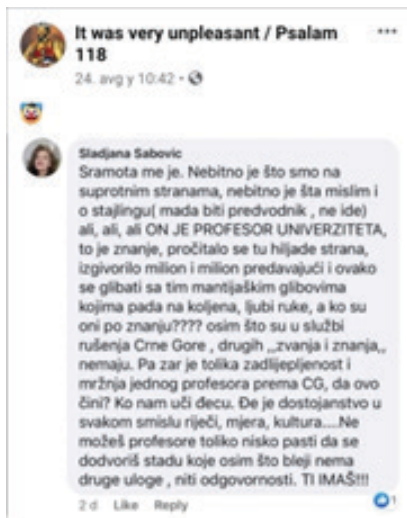 It was very unpleasant / Psalam
118
24. avg у 10:42 ·
Sladjana Sabovic
Sramota me je. Nebitno je što smo na
suprotnim stranama, nebitno je šta mislim i
o stajlingu( mada biti predvodnik , ne ide)
ali, ali, ali ON JE PROFESOR UNIVERZITETA,
to je znanje, pročitalo se tu hiljade strana,
izgivorilo milion i milion predavajući i ovako
se glibati sa tim mantijaškim glibovima
kojima pada na koljena, ljubi ruke, a ko su
oni po znanju???? osim što su u službi
rušenja Crne Gore , drugih ,,zvanja i znanja,,
nemaju. Pa zar je tolika zadlijepljenost i
mržnja jednog profesora prema CG, da ovo
čini? Ko nam uči đecu. Đe je dostojanstvo u
svakom smislu riječi, mjera, kultura....Ne
možeš profesore toliko nisko pasti da se
dodvoriš stadu koje osim što bleji nema
druge uloge , niti odgovornosti. TI IMAŠ!!!
2 d Like Reply 1